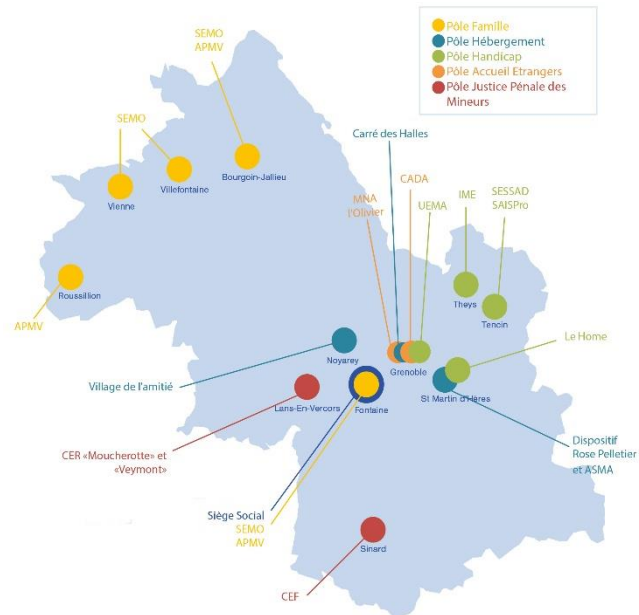 SEMO
APMV
Pôle Famille
Pôle Hébergement
Pôle Handicap
Pôle Accueil Etrangers
Pôle Justice Pénale des
Mineurs
SEMO
Carré des Halles
Bourgoin-Jallieu
Villefontaine
Vienne
MNA
l'Olivier
CADA
UEMA
IME
SESSAD
SAISPro
Roussillion
APMV
Theys
Tencin
Le Home
Noyarey
Grenoble
Village de l'amitié
Lans-En-Vercors
Fontaine
St Martin d'Hères
CER «Moucherotte» et
«Veymont»
Dispositif
Rose Pelletier
et ASMA
Siège Social
SEMO
APMV
Sinard
CEF